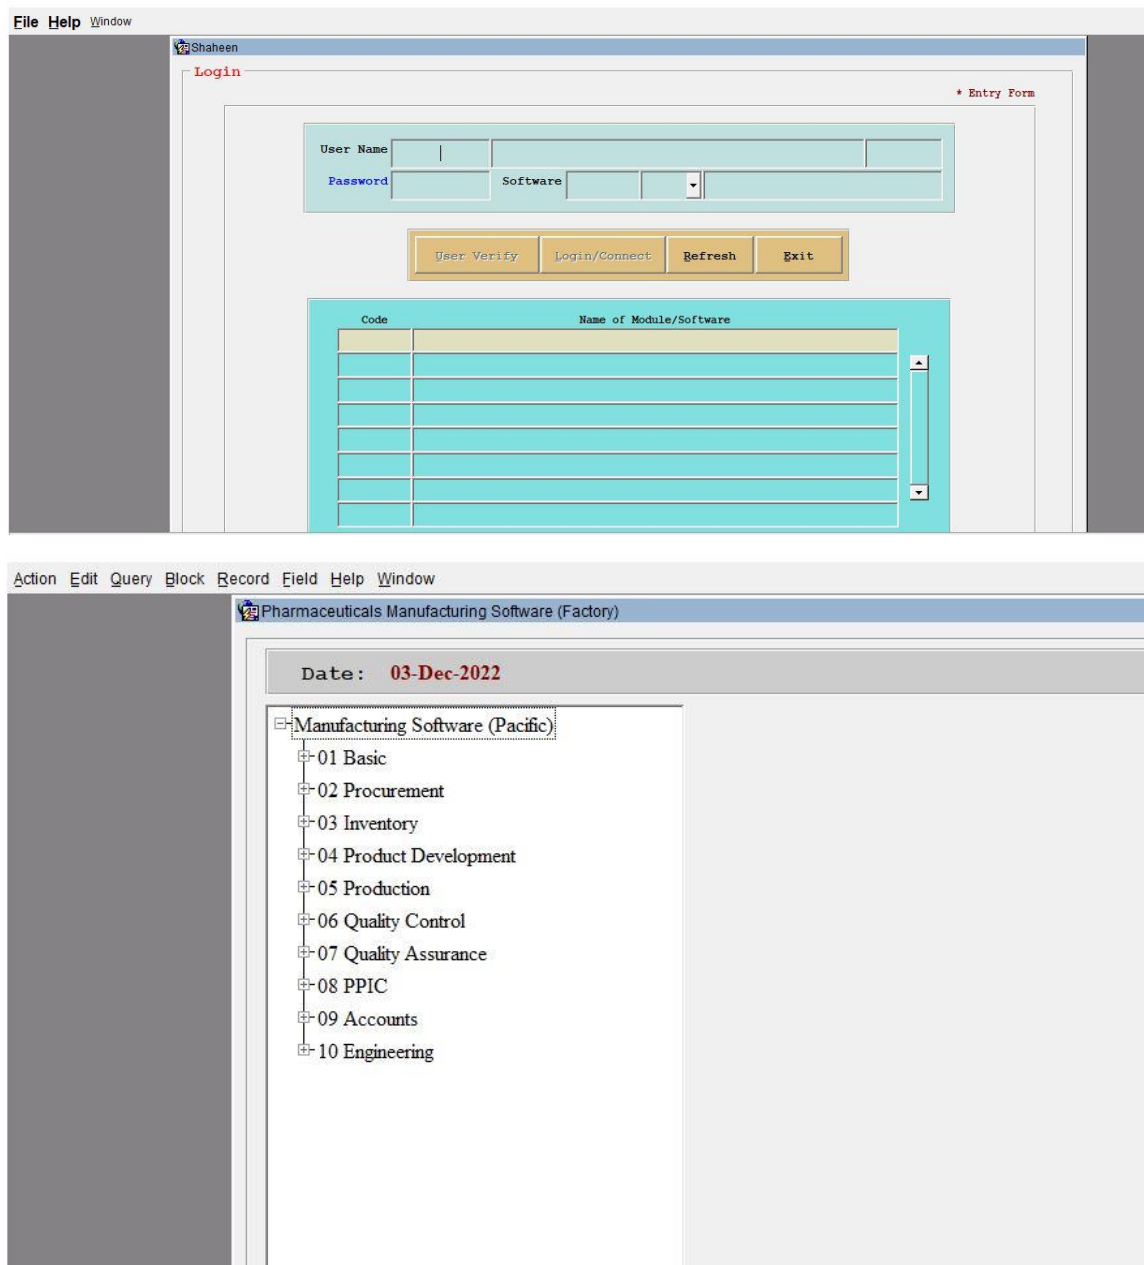 File Help Window
Shaheen
Login
* Entry Form
User Name
Password Software
User Verify Login/Connect Refresh Exit
Code Name of Module/Software
Action Edit Query Block Record Field Help Window
Pharmaceuticals Manufacturing Software (Factory)
Date: 03-Dec-2022
Manufacturing Software (Pacific)
01 Basic
02 Procurement
03 Inventory
04 Product Development
05 Production
06 Quality Control
07 Quality Assurance
08 PPIC
09 Accounts
10 Engineering